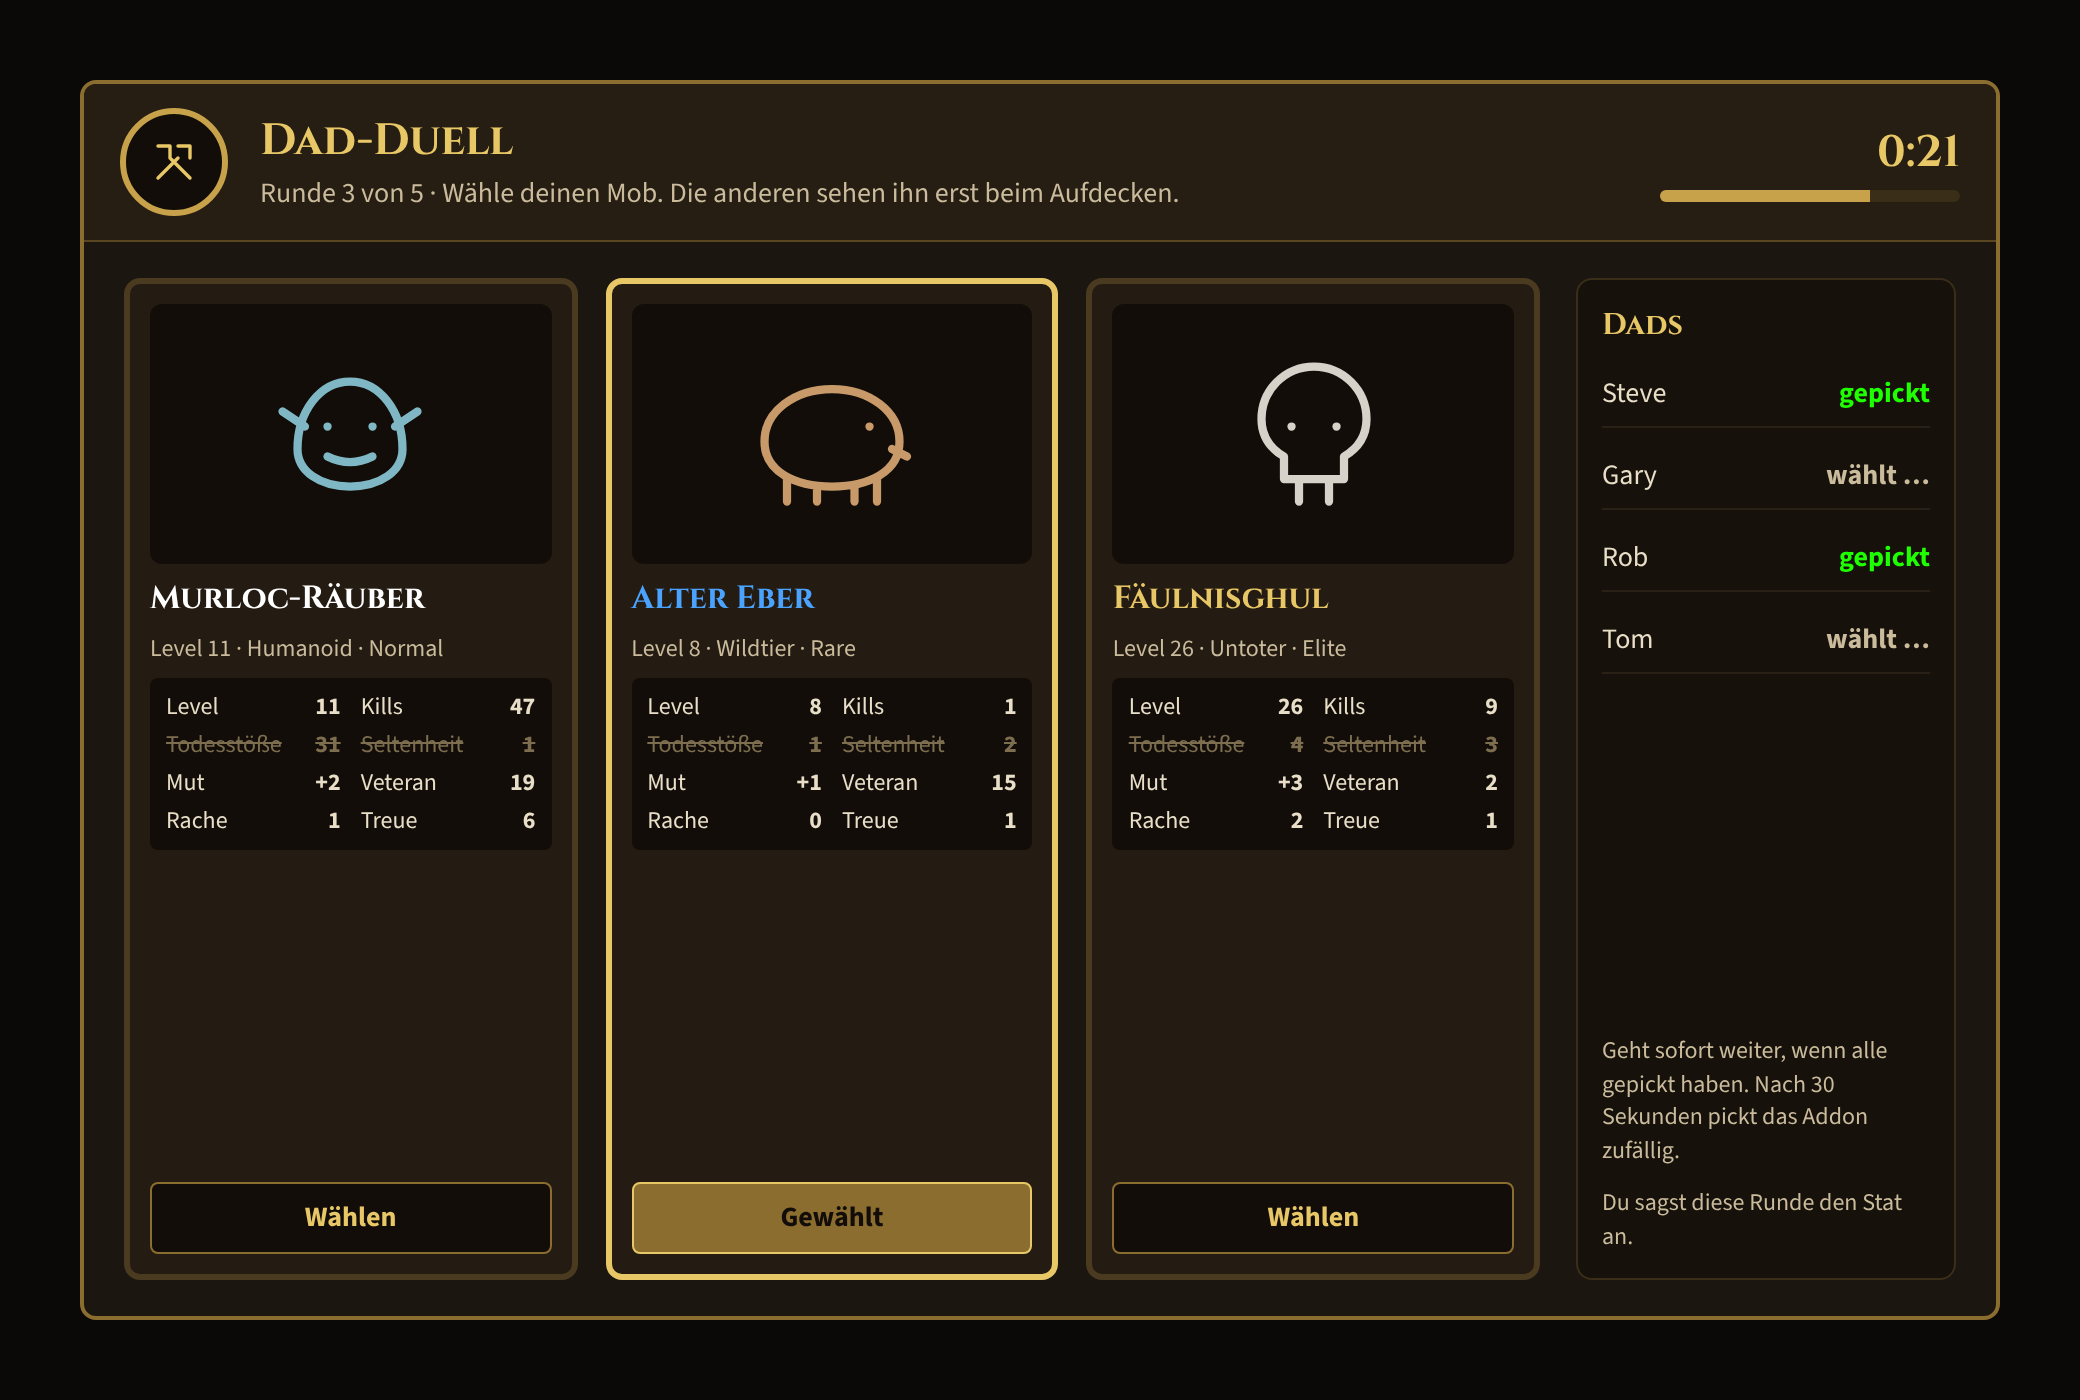 Dad-Duell
Runde 3 von 5 · Wähle deinen Mob. Die anderen sehen ihn erst beim Aufdecken.
0:21
Murloc-Räuber
Level 11 · Humanoid · Normal
Level 11 Kills 47
Todesstöße 31 Seltenheit 1
Mut +2 Veteran 19
Rache 1 Treue 6
Wählen
Alter Eber
Level 8 · Wildtier · Rare
Level 8 Kills 1
Todesstöße 1 Seltenheit 2
Mut +1 Veteran 15
Rache 0 Treue 1
Gewählt
Fäulnisghul
Level 26 · Untoter · Elite
Level 26 Kills 9
Todesstöße 4 Seltenheit 3
Mut +3 Veteran 2
Rache 2 Treue 1
Wählen
Dads
Steve gepickt
Gary wählt ...
Rob gepickt
Tom wählt ...
Geht sofort weiter, wenn alle
gepickt haben. Nach 30
Sekunden pickt das Addon
zufällig.
Du sagst diese Runde den Stat
an.